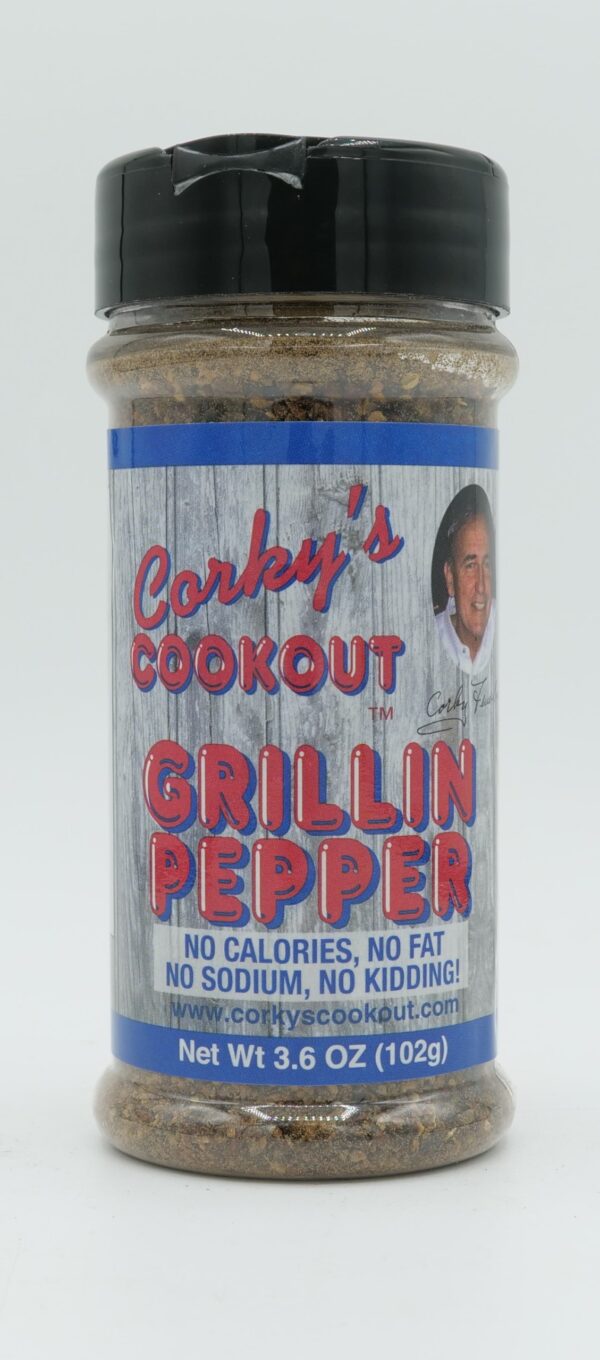 Corky's
COOKOUT
TM
Corky
GRILLIN
PEPPER
NO CALORIES, NO FAT
NO SODIUM, NO KIDDING!
www.corkyscookout.com
Net Wt 3.6 OZ (102g)